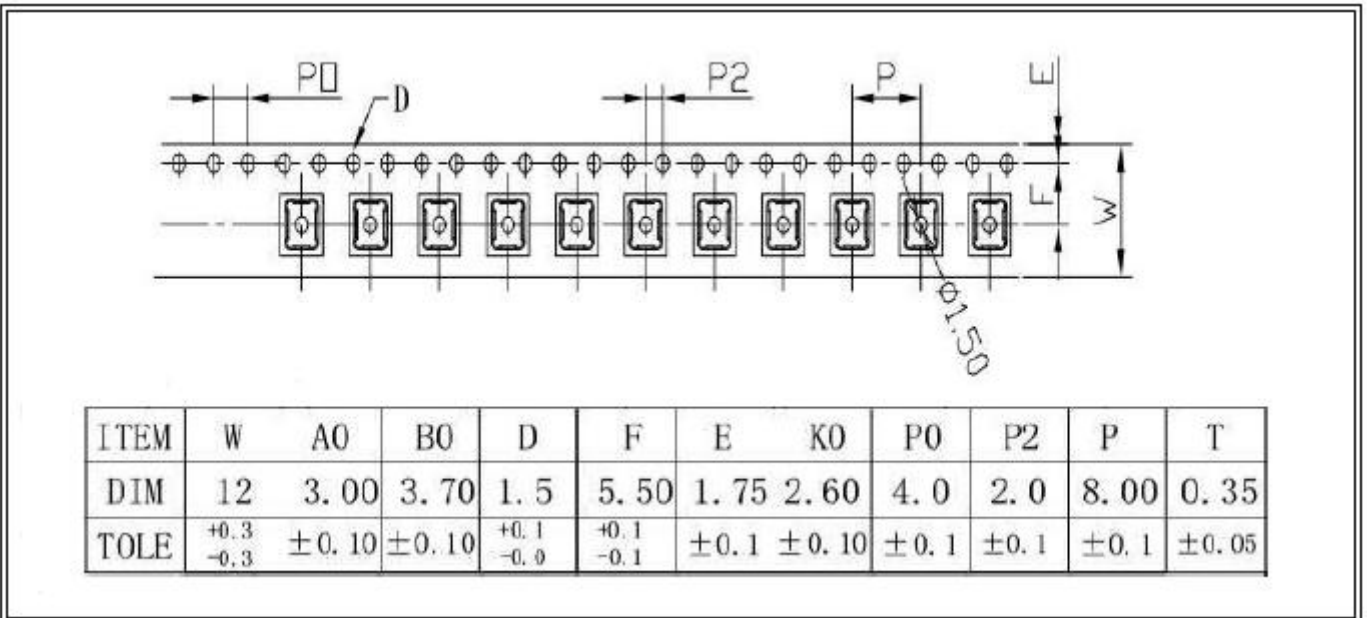 P0 D P2 P E
F W
Ø1.50
ITEM W A0 B0 D F E K0 P0 P2 P T
DIM 12 3.00 3.70 1.5 5.50 1.75 2.60 4.0 2.0 8.00 0.35
TOLE +0.3 -0.3 ±0.10 ±0.10 +0.1 -0.0 +0.1 -0.1 ±0.1 ±0.10 ±0.1 ±0.1 ±0.1 ±0.05